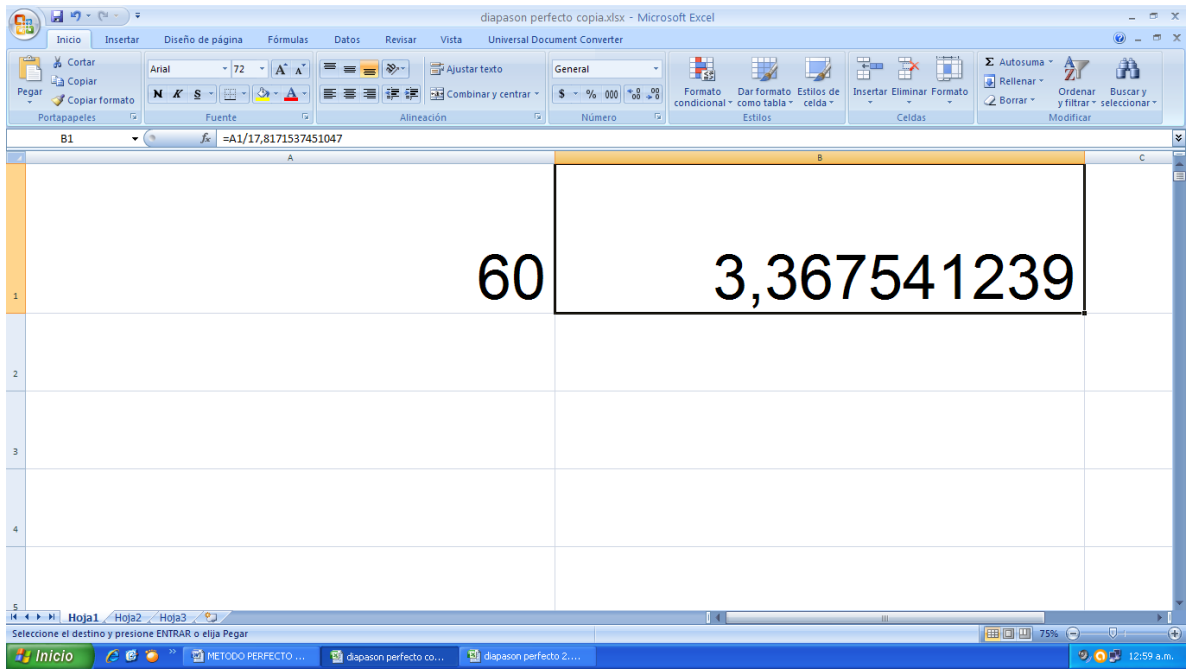 diapason perfecto copia.xlsx - Microsoft Excel
Inicio Insertar Diseño de página Fórmulas Datos Revisar Vista Universal Document Converter
Pegar
Cortar
Copiar
Copiar formato
Portapapeles
Arial 72
N K S
Fuente
Ajustar texto
Combinar y centrar
Alineación
General
$ % 000
Número
Formato condicional
Dar formato como tabla
Estilos de celda
Estilos
Insertar Eliminar Formato
Celdas
Σ Autosuma
Rellenar
Borrar
Ordenar y filtrar
Buscar y seleccionar
Modificar
B1 fx =A1/17,8171537451047
A B C
1 60 3,367541239
2
3
4
5
Hoja1 Hoja2 Hoja3
Seleccione el destino y presione ENTRAR o elija Pegar 75%
Inicio METODO PERFECTO ... diapason perfecto co... diapason perfecto 2.... 12:59 a.m.